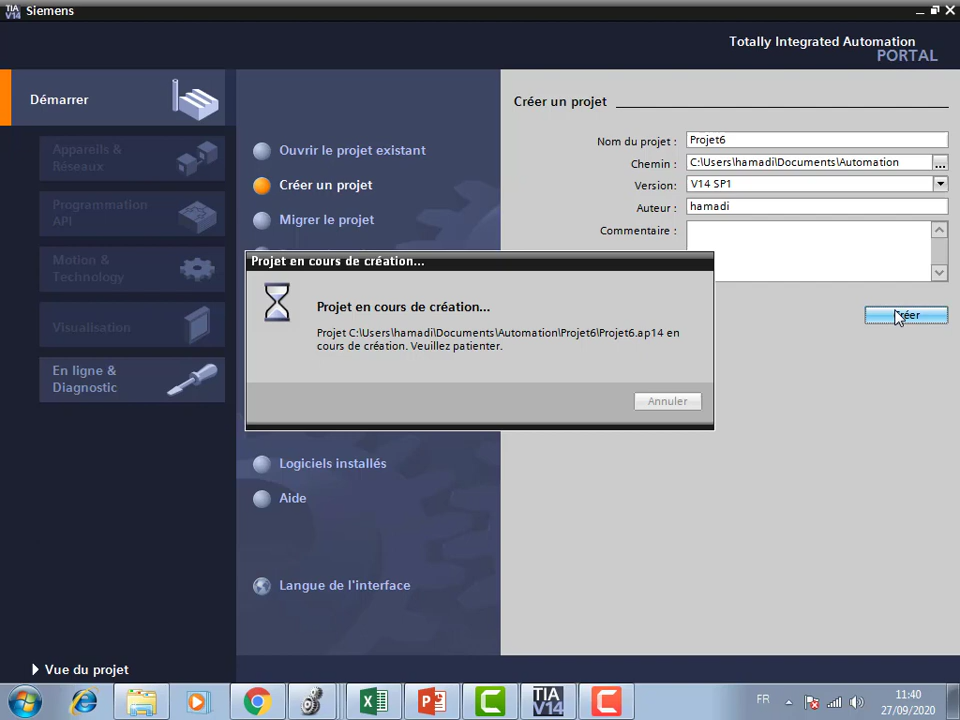 TIA
V14
Siemens
Totally Integrated Automation
PORTAL
Démarrer
Appareils &
Réseaux
Programmation
API
Motion &
Technology
Visualisation
En ligne &
Diagnostic
Vue du projet
Ouvrir le projet existant
Créer un projet
Migrer le projet
Logiciels installés
Aide
Langue de l'interface
Créer un projet
Nom du projet : Projet6
Chemin : C:\Users\hamadi\Documents\Automation ...
Version: V14 SP1
Auteur : hamadi
Commentaire :
Projet en cours de création...
Projet en cours de création...
Projet C:\Users\hamadi\Documents\Automation\Projet6\Projet6.ap14 en
cours de création. Veuillez patienter.
Annuler
TIA
V14
FR
11:40
27/09/2020